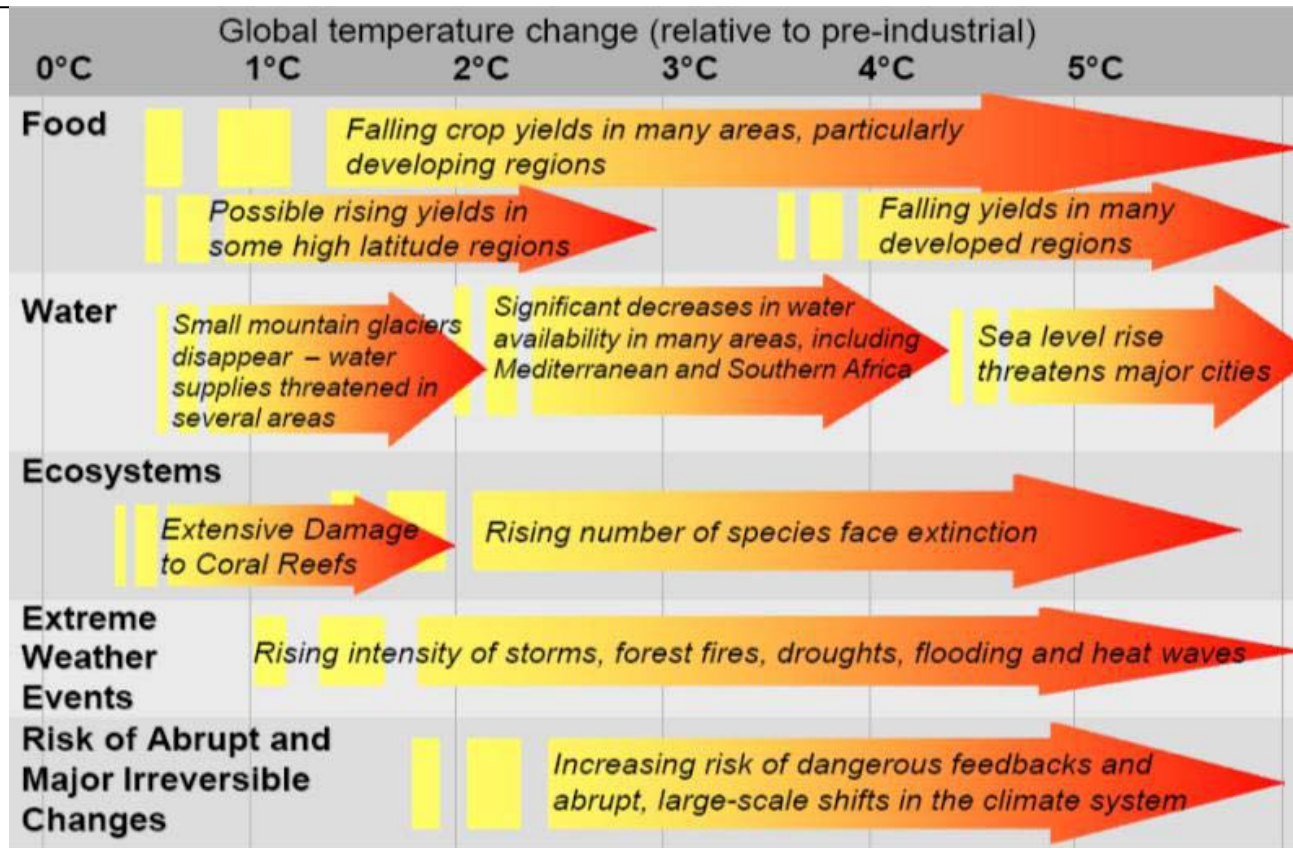 Global temperature change (relative to pre-industrial)
0°C 1°C 2°C 3°C 4°C 5°C
Food
Falling crop yields in many areas, particularly
developing regions
Possible rising yields in
some high latitude regions
Falling yields in many
developed regions
Water
Small mountain glaciers
disappear – water
supplies threatened in
several areas
Significant decreases in water
availability in many areas, including
Mediterranean and Southern Africa
Sea level rise
threatens major cities
Ecosystems
Extensive Damage
to Coral Reefs
Rising number of species face extinction
Extreme
Weather
Events
Rising intensity of storms, forest fires, droughts, flooding and heat waves
Risk of Abrupt and
Major Irreversible
Changes
Increasing risk of dangerous feedbacks and
abrupt, large-scale shifts in the climate system